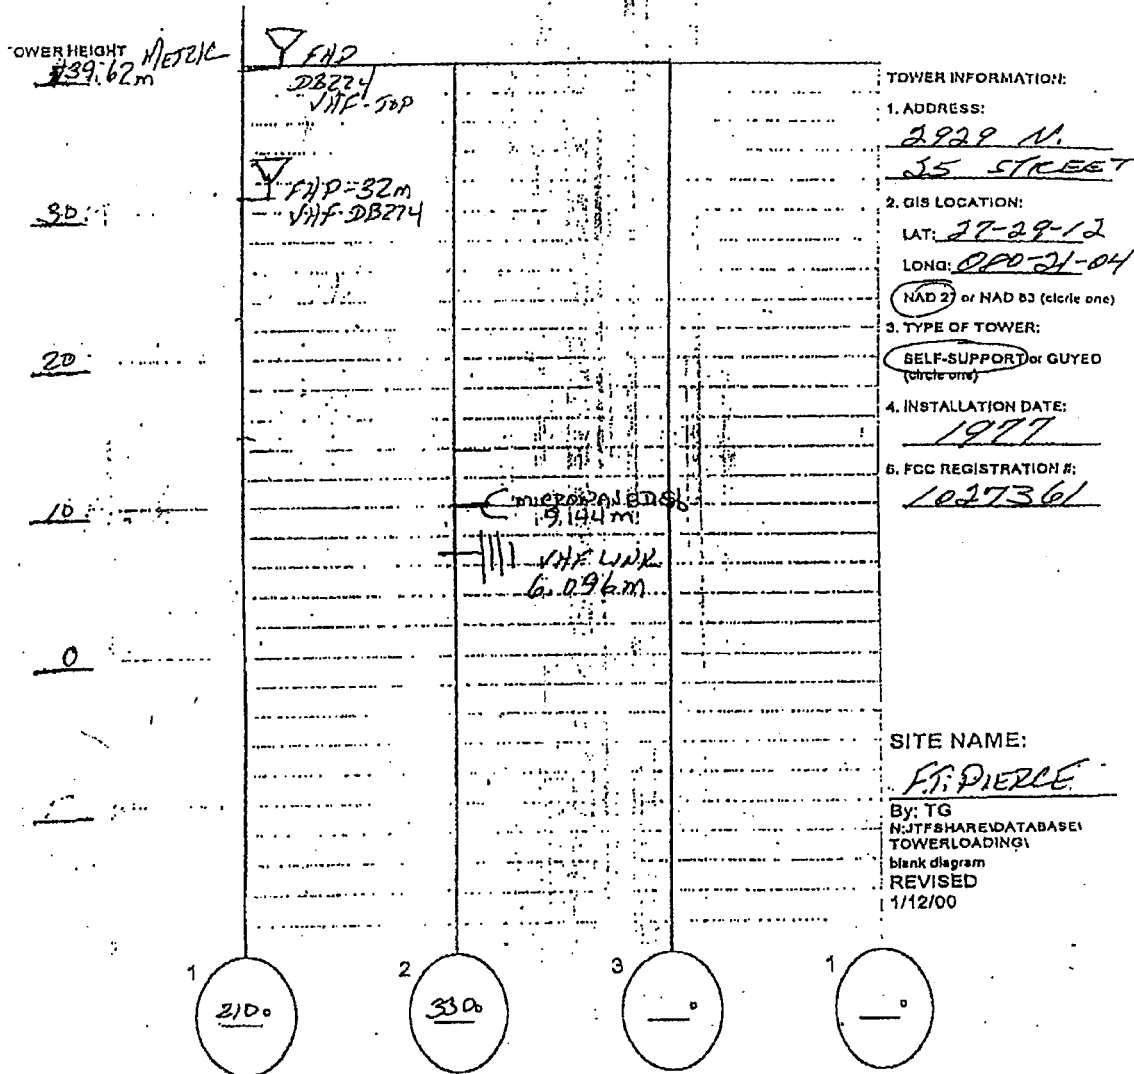 TOWER HEIGHT METRIC
39.62m
FHP
DB224
VHF-TOP
FHP-32m
VHF-DB224
30
20
10
0
MICROWAVE DISH
9.144 m
VHF LINK
6.096m
TOWER INFORMATION:
1. ADDRESS:
2929 N.
25 STREET
2. GIS LOCATION:
LAT: 27-29-12
LONG: 080-21-04
NAD 27 or NAD 83 (circle one)
3. TYPE OF TOWER:
SELF-SUPPORT or GUYED
(circle one)
4. INSTALLATION DATE:
1977
5. FCC REGISTRATION #:
1027361
SITE NAME:
FT. PIERCE
By: TG
N:\JTFSHARE\DATABASE\
TOWERLOADING\
blank diagram
REVISED
1/12/00
1 2 3 1
210° 330° ° °